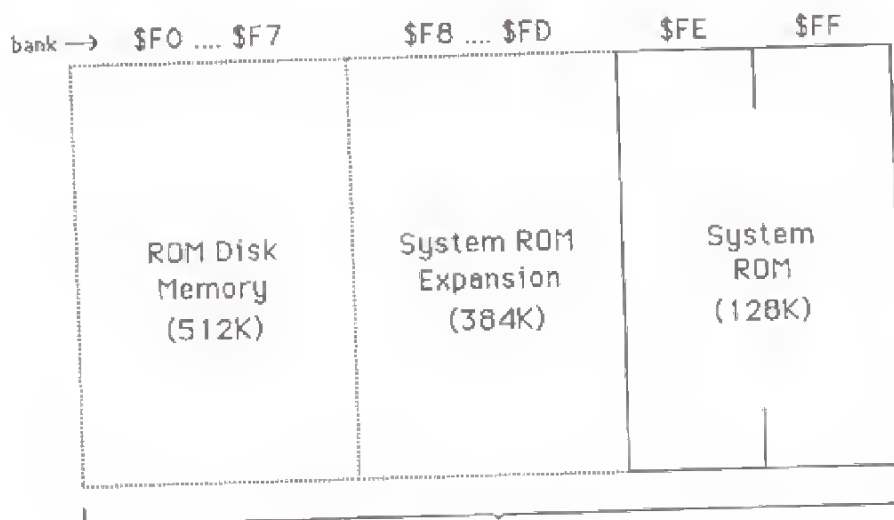 bank → $F0 .... $F7 $F8 .... $FD $FE $FF
ROM Disk
Memory
(512K)
System ROM
Expansion
(384K)
System
ROM
(128K)